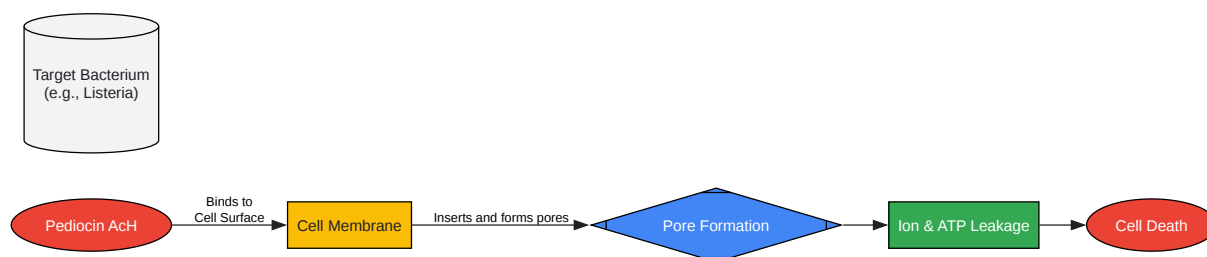 Target Bacterium
(e.g., Listeria)
Pediocin AcH
Binds to
Cell Surface
Cell Membrane
Inserts and forms pores
Pore Formation
Ion & ATP Leakage
Cell Death